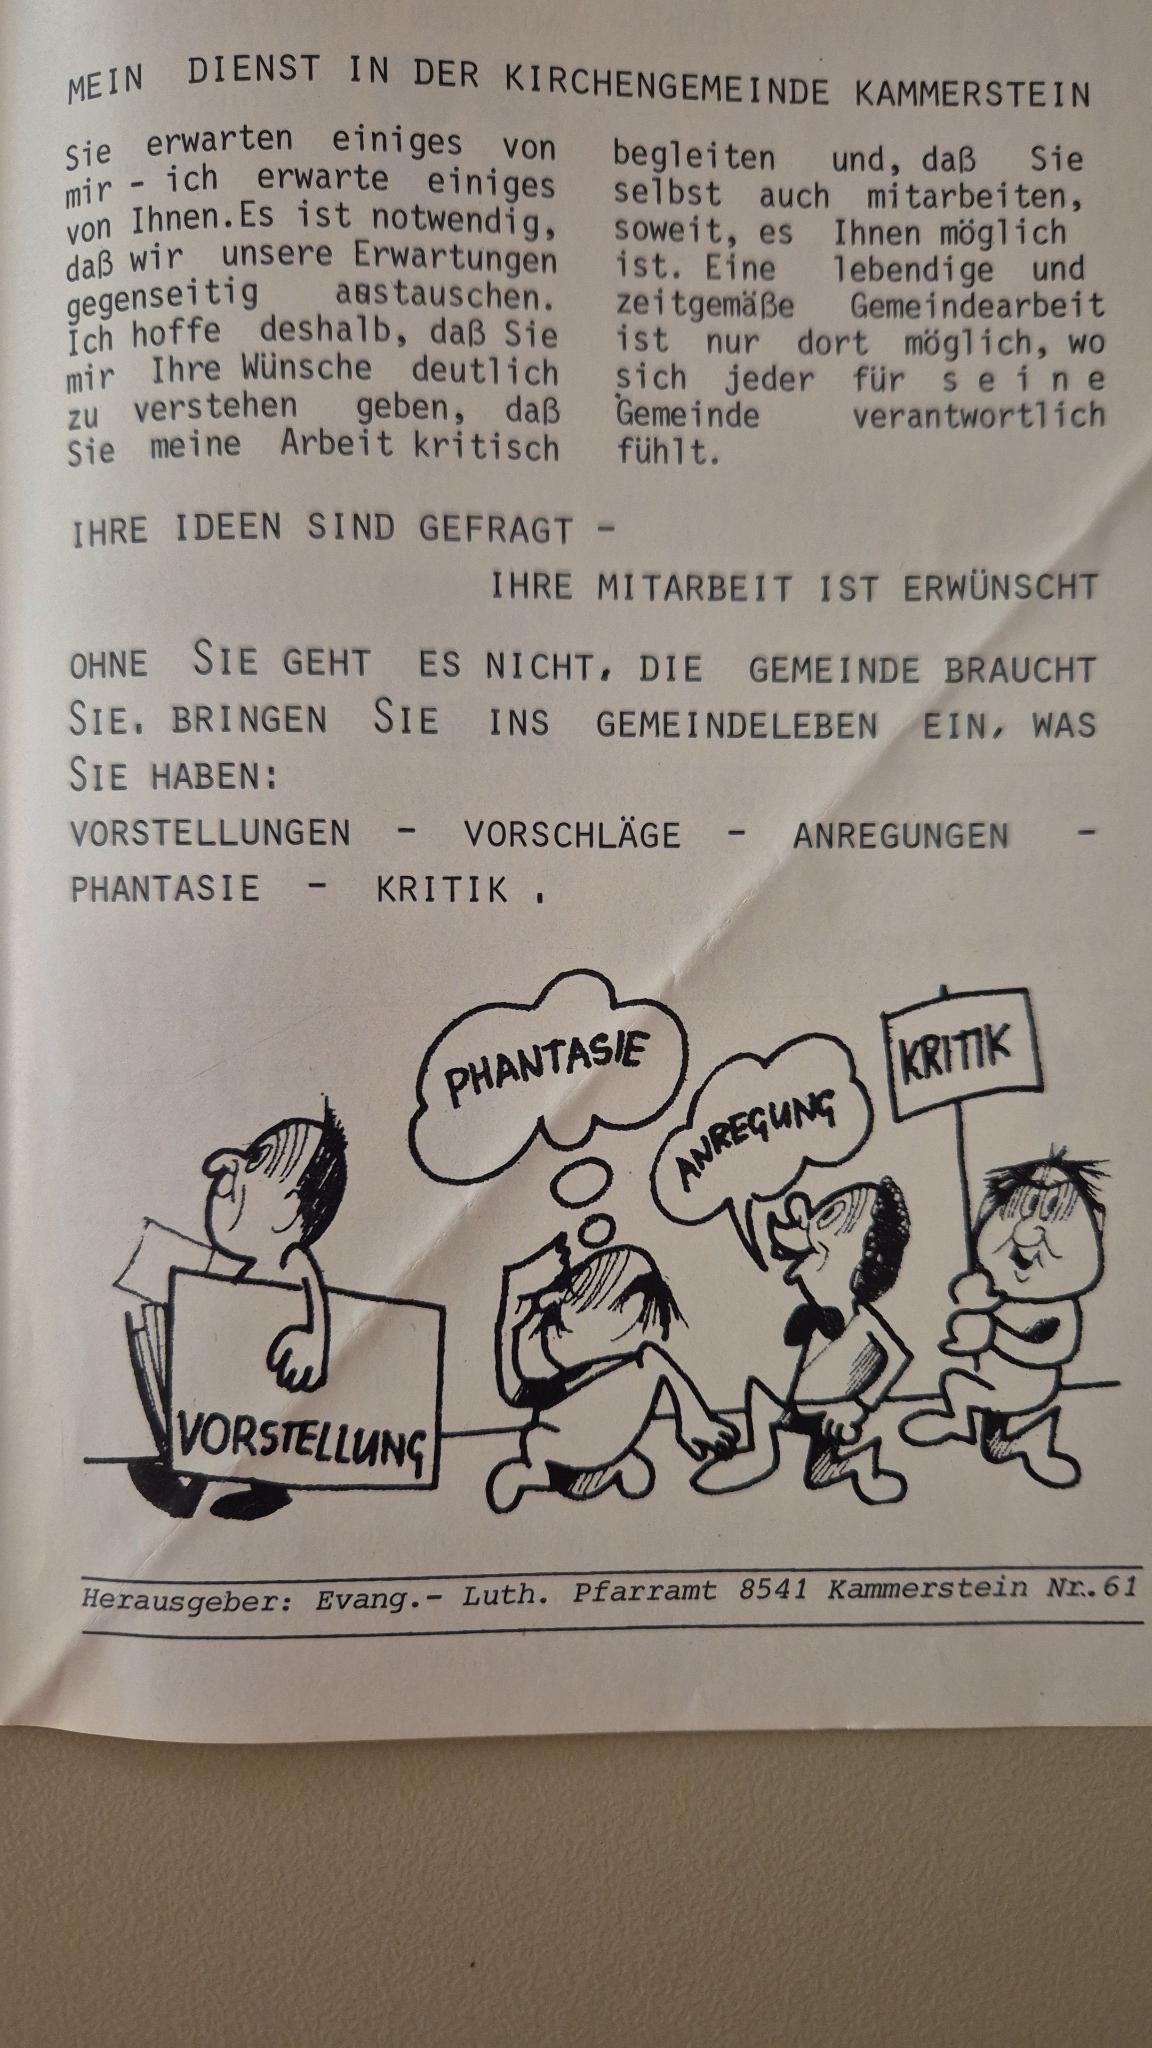 MEIN DIENST IN DER KIRCHENGEMEINDE KAMMERSTEIN
Sie erwarten einiges von
mir - ich erwarte einiges
von Ihnen.Es ist notwendig,
daß wir unsere Erwartungen
gegenseitig austauschen.
Ich hoffe deshalb, daß Sie
mir Ihre Wünsche deutlich
zu verstehen geben, daß
Sie meine Arbeit kritisch
begleiten und, daß Sie
selbst auch mitarbeiten,
soweit, es Ihnen möglich
ist. Eine lebendige und
zeitgemäße Gemeindearbeit
ist nur dort möglich, wo
sich jeder für s e i n e
Gemeinde verantwortlich
fühlt.
IHRE IDEEN SIND GEFRAGT -
IHRE MITARBEIT IST ERWÜNSCHT
OHNE SIE GEHT ES NICHT, DIE GEMEINDE BRAUCHT
SIE. BRINGEN SIE INS GEMEINDELEBEN EIN, WAS
SIE HABEN:
VORSTELLUNGEN - VORSCHLÄGE - ANREGUNGEN -
PHANTASIE - KRITIK .
PHANTASIE
ANREGUNG
KRITIK
VORSTELLUNG
Herausgeber: Evang.- Luth. Pfarramt 8541 Kammerstein Nr..61